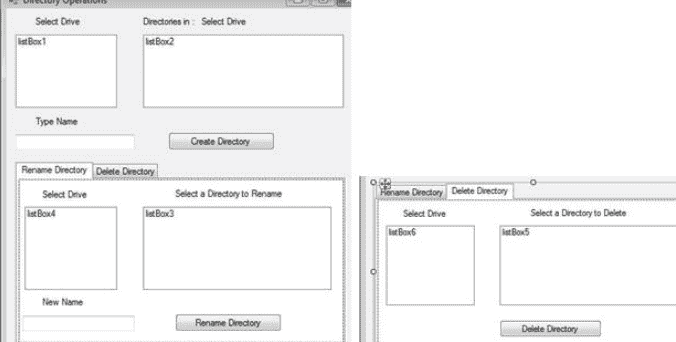 Directory Operations
Select Drive Directories in : Select Drive
listBox1 listBox2
Type Name
Create Directory
Rename Directory Delete Directory
Select Drive Select a Directory to Rename
listBox4 listBox3
New Name
Rename Directory
Rename Directory Delete Directory
Select Drive Select a Directory to Delete
listBox6 listBox5
Delete Directory